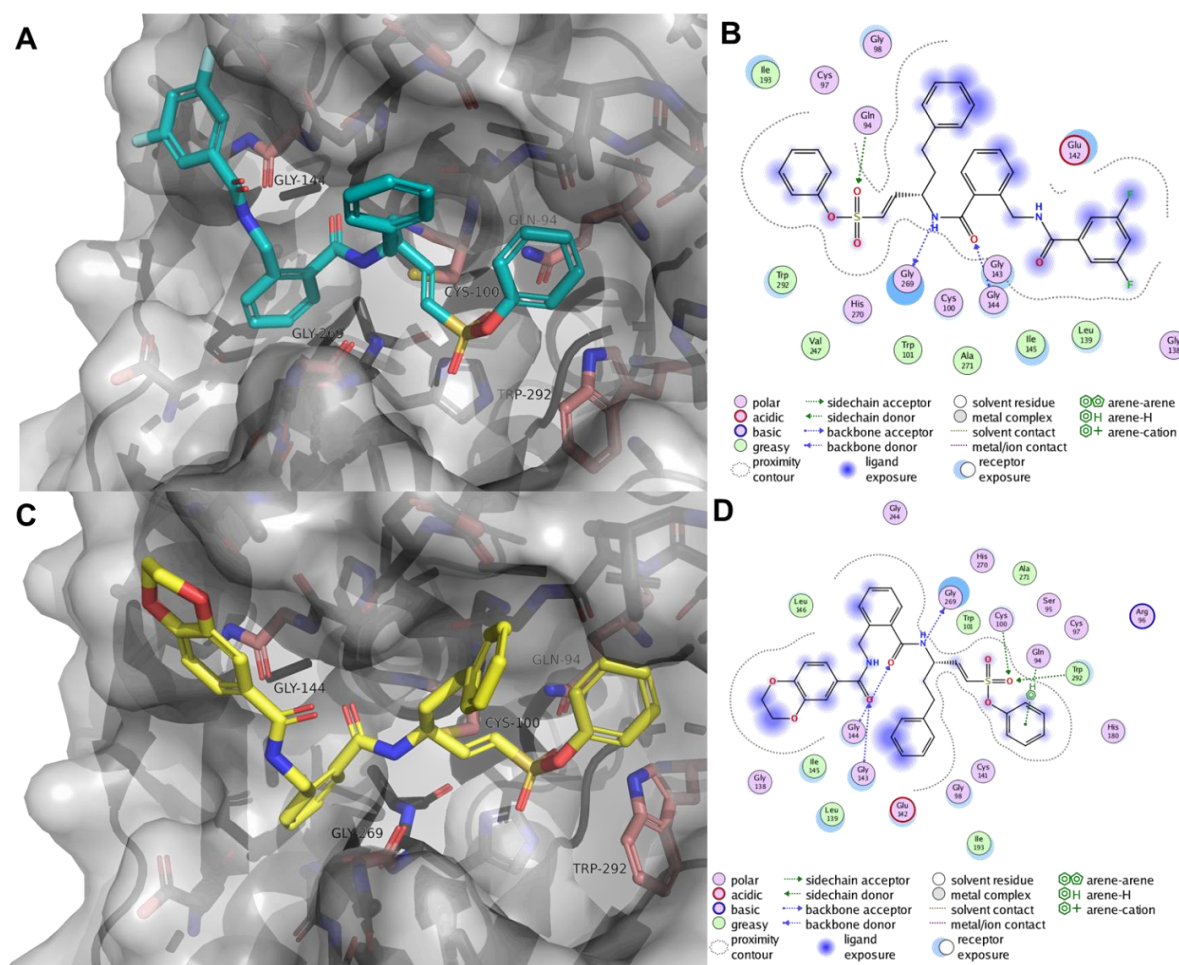 A
GLY-144
GLN-94
CYS-100
GLY-269
TRP-292
B
Gly 98
Ile 193
Cys 97
Gln 94
Glu 142
O
O
S
O
N
H
O
H
N
O
F
F
Gly 143
Gly 144
Gly 269
Trp 292
His 270
Cys 100
Val 247
Trp 101
Ala 271
Ile 145
Leu 139
Gly 138
polar
acidic
basic
greasy
proximity contour
sidechain acceptor
sidechain donor
backbone acceptor
backbone donor
ligand exposure
solvent residue
metal complex
solvent contact
metal/ion contact
receptor exposure
arene-arene
H arene-H
+ arene-cation
C
GLY-144
GLN-94
CYS-100
GLY-269
TRP-292
D
Gly 244
His 270
Ala 271
Gly 269
Leu 146
Trp 101
Cys 100
Ser 95
Cys 97
Arg 96
Gln 94
Trp 292
H
N
O
NH
O
O
O
O
S
O
O
H
His 180
Gly 144
Ile 145
Gly 143
Gly 138
Leu 139
Glu 142
Gly 98
Cys 141
Ile 193
polar
acidic
basic
greasy
proximity contour
sidechain acceptor
sidechain donor
backbone acceptor
backbone donor
ligand exposure
solvent residue
metal complex
solvent contact
metal/ion contact
receptor exposure
arene-arene
H arene-H
+ arene-cation